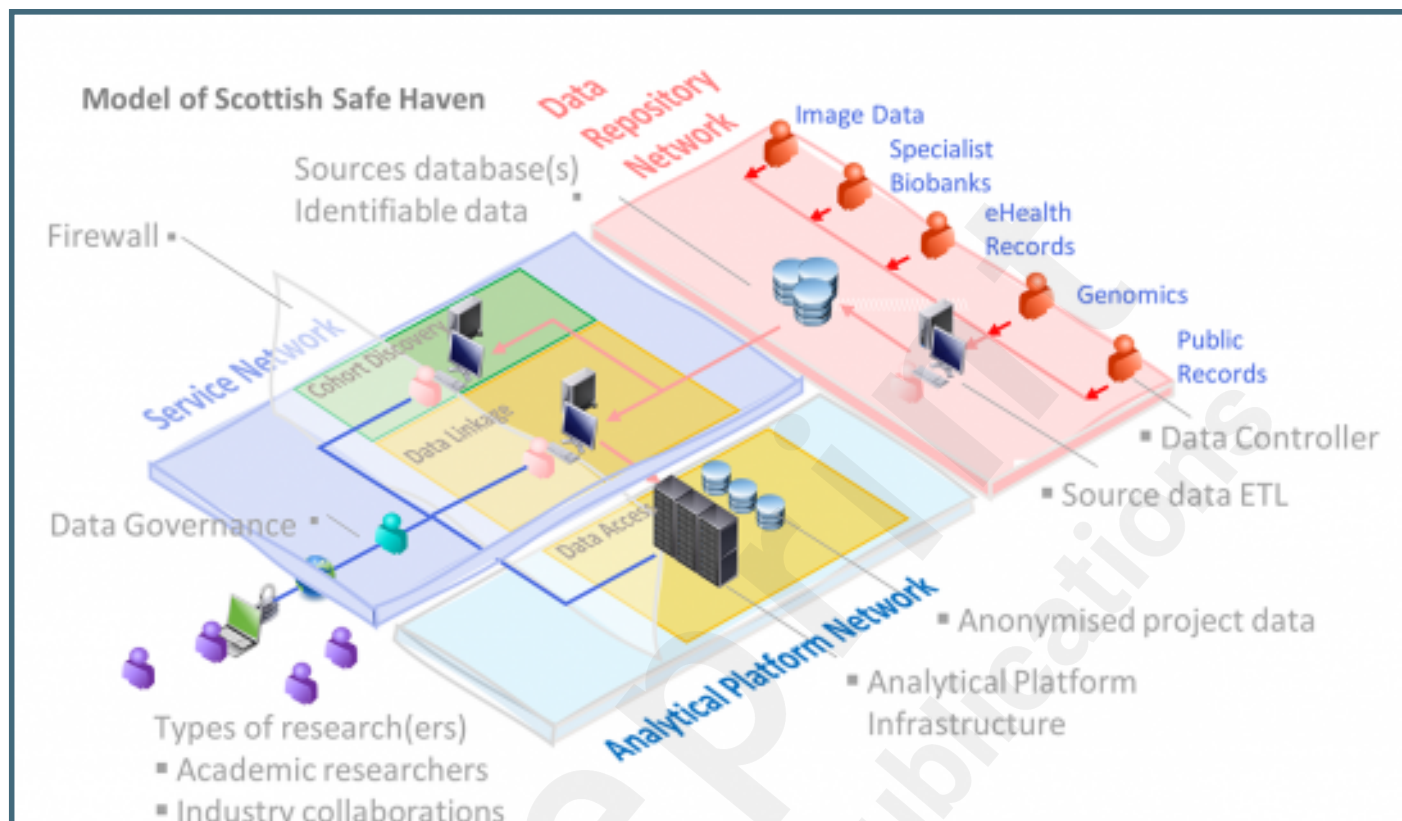 Model of Scottish Safe Haven
Data
Repository
Network
Image Data
Specialist
Biobanks
eHealth
Records
Genomics
Public
Records
Sources database(s)
Identifiable data
Firewall
Service Network
Cohort Discovery
Data Linkage
Data Access
Data Controller
Source data ETL
Data Governance
Anonymised project data
Analytical Platform Network
Analytical Platform
Infrastructure
Types of research(ers)
Academic researchers
Industry collaborations